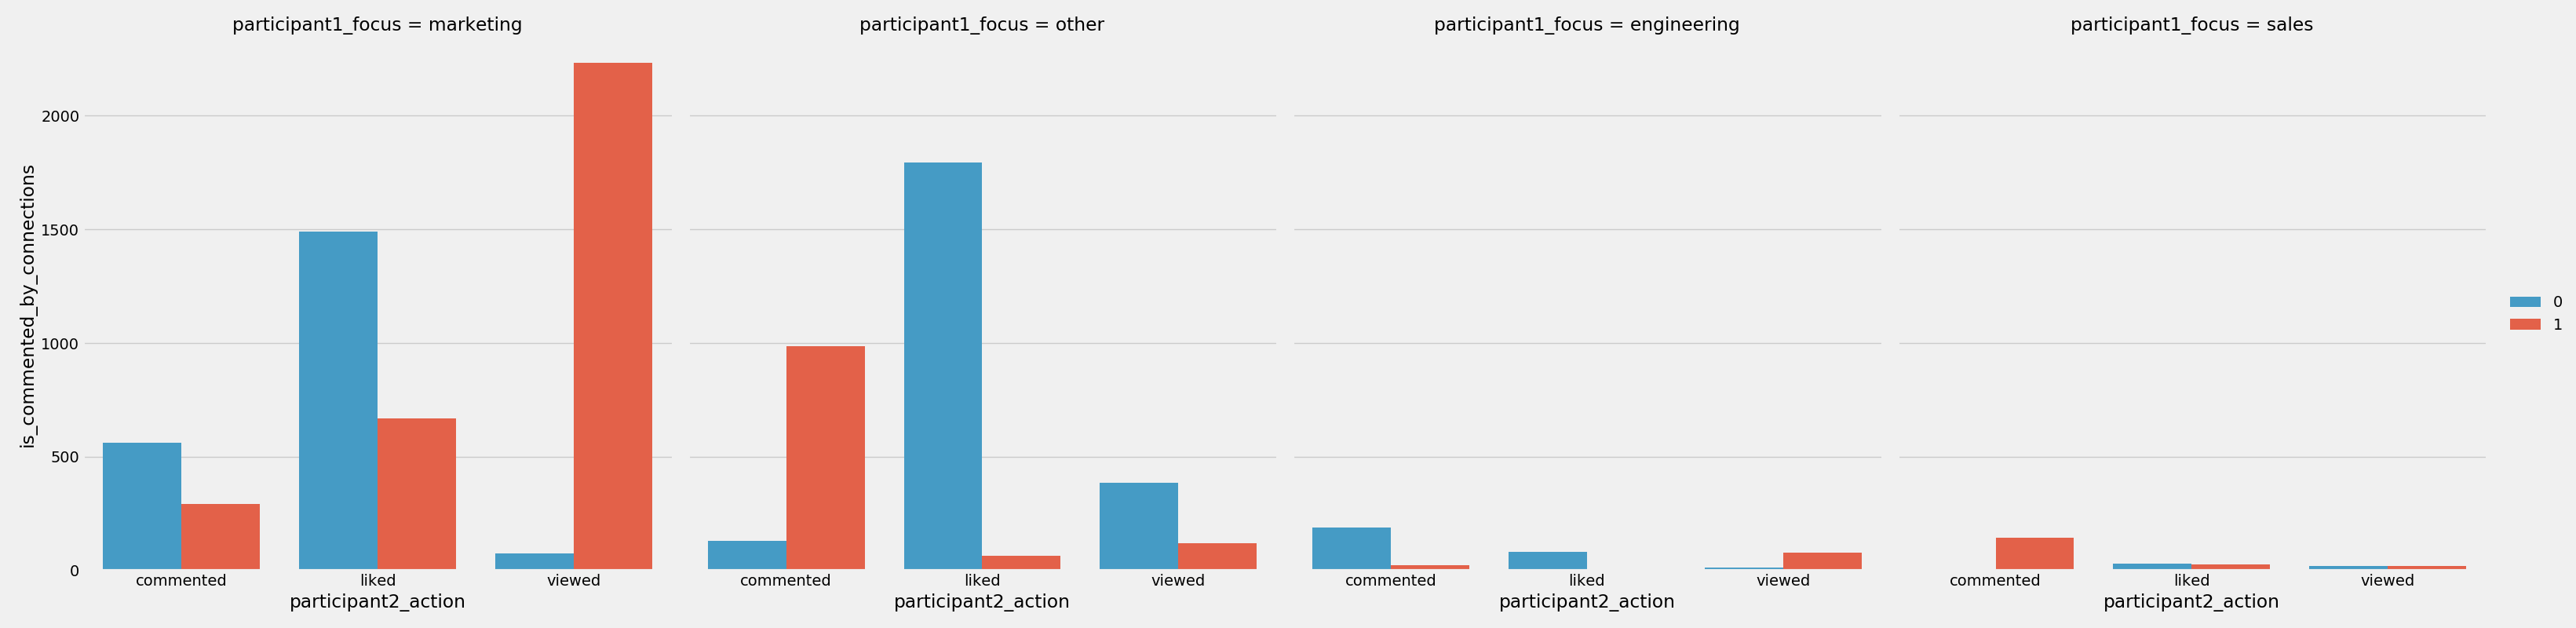 participant1_focus = marketing
participant1_focus = other
participant1_focus = engineering
participant1_focus = sales
is_commented_by_connections
2000
1500
1000
500
0
commented liked viewed
commented liked viewed
commented liked viewed
commented liked viewed
participant2_action
participant2_action
participant2_action
participant2_action
0
1